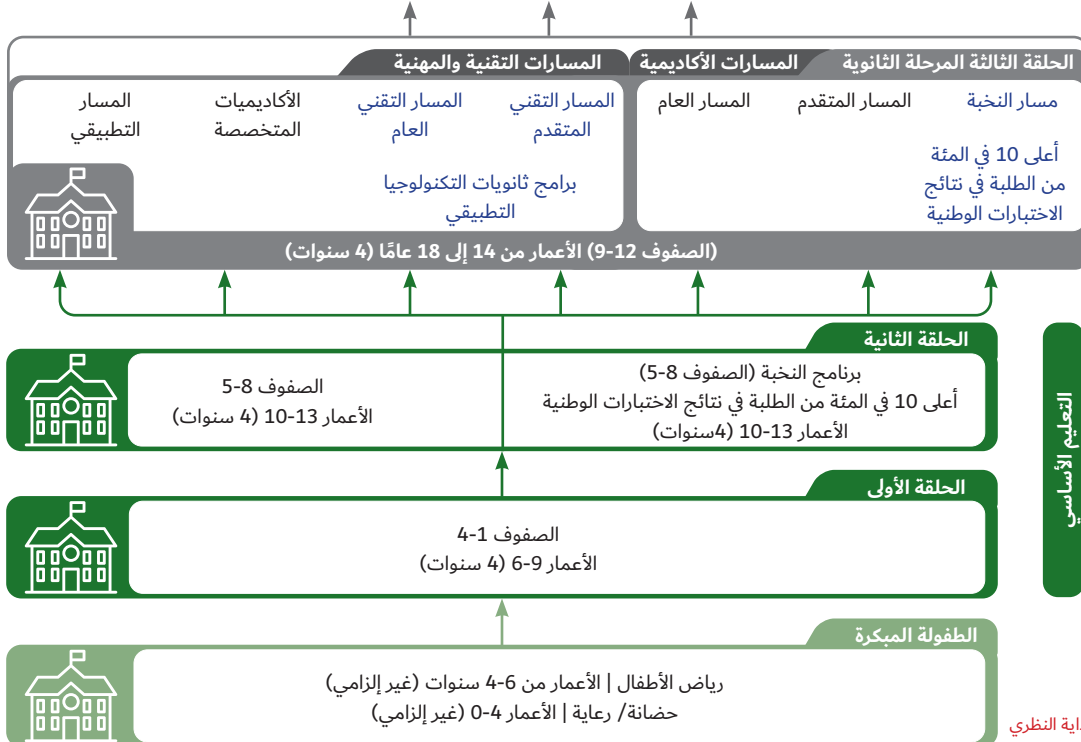 الحلقة الثالثة المرحلة الثانوية
المسارات الأكاديمية
المسارات التقنية والمهنية
مسار النخبة
المسار المتقدم
المسار العام
أعلى 10 في المئة
من الطلبة في نتائج
الاختبارات الوطنية
المسار التقني
المتقدم
المسار التقني
العام
الأكاديميات
المتخصصة
المسار
التطبيقي
برامج ثانويات التكنولوجيا
التطبيقي
(الصفوف 12-9) الأعمار من 14 إلى 18 عامًا (4 سنوات)
التعليم الأساسي
الحلقة الثانية
برنامج النخبة (الصفوف 8-5)
أعلى 10 في المئة من الطلبة في نتائج الاختبارات الوطنية
الأعمار 13-10 (4سنوات)
الصفوف 8-5
الأعمار 13-10 (4 سنوات)
الحلقة الأولى
الصفوف 1-4
الأعمار 9-6 (4 سنوات)
الطفولة المبكرة
رياض الأطفال | الأعمار من 6-4 سنوات (غير إلزامي)
حضانة/ رعاية | الأعمار 4-0 (غير إلزامي)
النظري